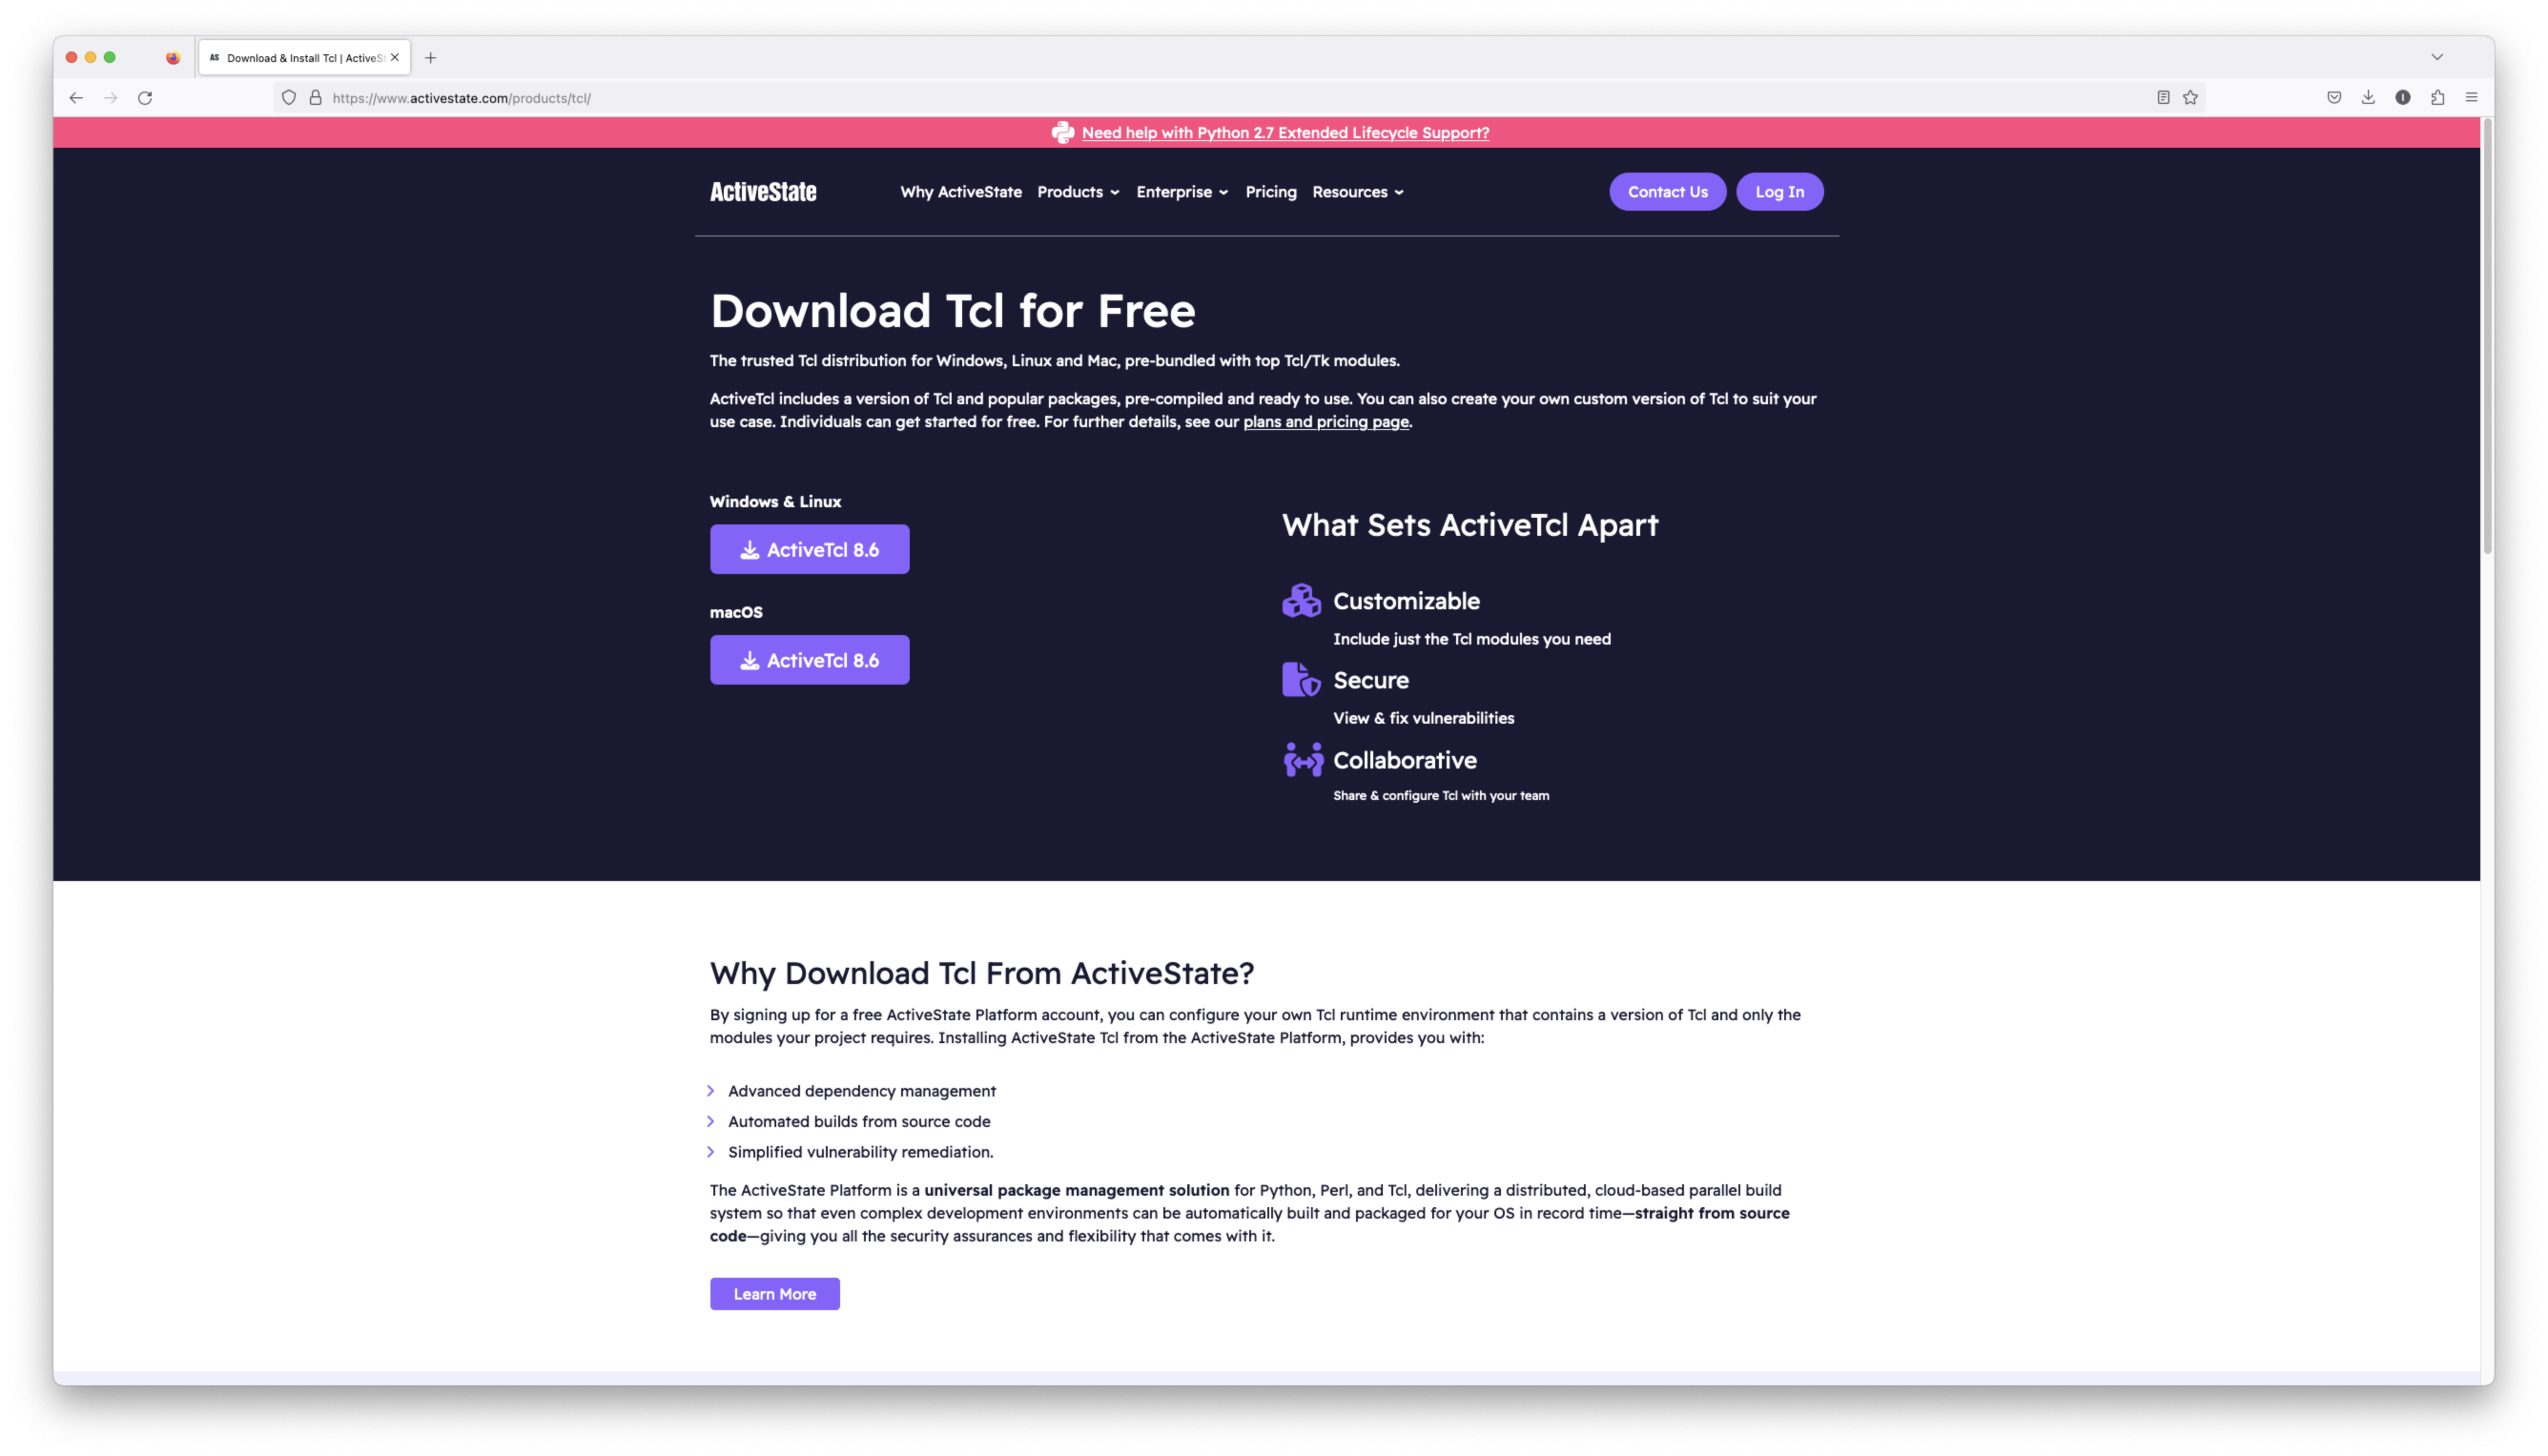 AS Download & Install Tcl | ActiveSt
https://www.activestate.com/products/tcl/
Need help with Python 2.7 Extended Lifecycle Support?
ActiveState Why ActiveState Products Enterprise Pricing Resources Contact Us Log In
Download Tcl for Free
The trusted Tcl distribution for Windows, Linux and Mac, pre-bundled with top Tcl/Tk modules.
ActiveTcl includes a version of Tcl and popular packages, pre-compiled and ready to use. You can also create your own custom version of Tcl to suit your
use case. Individuals can get started for free. For further details, see our plans and pricing page.
Windows & Linux
ActiveTcl 8.6
macOS
ActiveTcl 8.6
What Sets ActiveTcl Apart
Customizable
Include just the Tcl modules you need
Secure
View & fix vulnerabilities
Collaborative
Share & configure Tcl with your team
Why Download Tcl From ActiveState?
By signing up for a free ActiveState Platform account, you can configure your own Tcl runtime environment that contains a version of Tcl and only the
modules your project requires. Installing ActiveState Tcl from the ActiveState Platform, provides you with:
Advanced dependency management
Automated builds from source code
Simplified vulnerability remediation.
The ActiveState Platform is a universal package management solution for Python, Perl, and Tcl, delivering a distributed, cloud-based parallel build
system so that even complex development environments can be automatically built and packaged for your OS in record time—straight from source
code—giving you all the security assurances and flexibility that comes with it.
Learn More